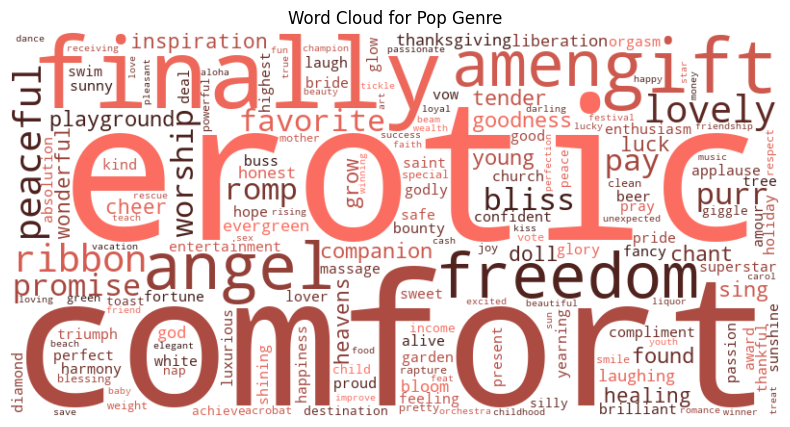 Word Cloud for Pop Genre
dance
receiving
inspiration
finally
glow
thanksgiving
liberation
orgasm
passionate
amen
gift
love
pleasant
swim
sunny
deal
aloha
powerful
highest
laugh
bride
fun
true
champion
beauty
tickle
art
vow
loyal
tender
darling
lucky
festival
happy
star
money
lovely
peaceful
playground
favorite
beam
wealth
goodness
enthusiasm
friendship
absolution
wonderful
worship
erotic
success
faith
mother
winning
special
good
luck
perfection
peace
music
respect
kind
rescue
teach
cheer
buss
honest
romp
grow
saint
godly
young
church
pay
clean
beer
pray
applause
purr
giggle
tree
holiday
amour
unexpected
hope
rising
evergreen
safe
bounty
bliss
confident
kiss
vacation
entertainment
sex
companion
cash
joy
vote
glory
pride
fancy
chant
ribbon
angel
massage
freedom
doll
superstar
carol
loving
green
promise
toast
fortune
lover
sweet
excited
beautiful
liquor
sing
friend
comfort
luxurious
heavens
income
alive
sun
yearning
compliment
youth
sunshine
triumph
god
beach
elegant
perfect
white
harmony
nap
blessing
shining
happiness
food
child
proud
rapture
garden
bloom
present
smile
found
passion
award
thankful
laughing
diamond
baby
weight
improve
feat
feeling
healing
treat
save
achieve
acrobat
destination
pretty
orchestra
childhood
silly
brilliant
romance
winner